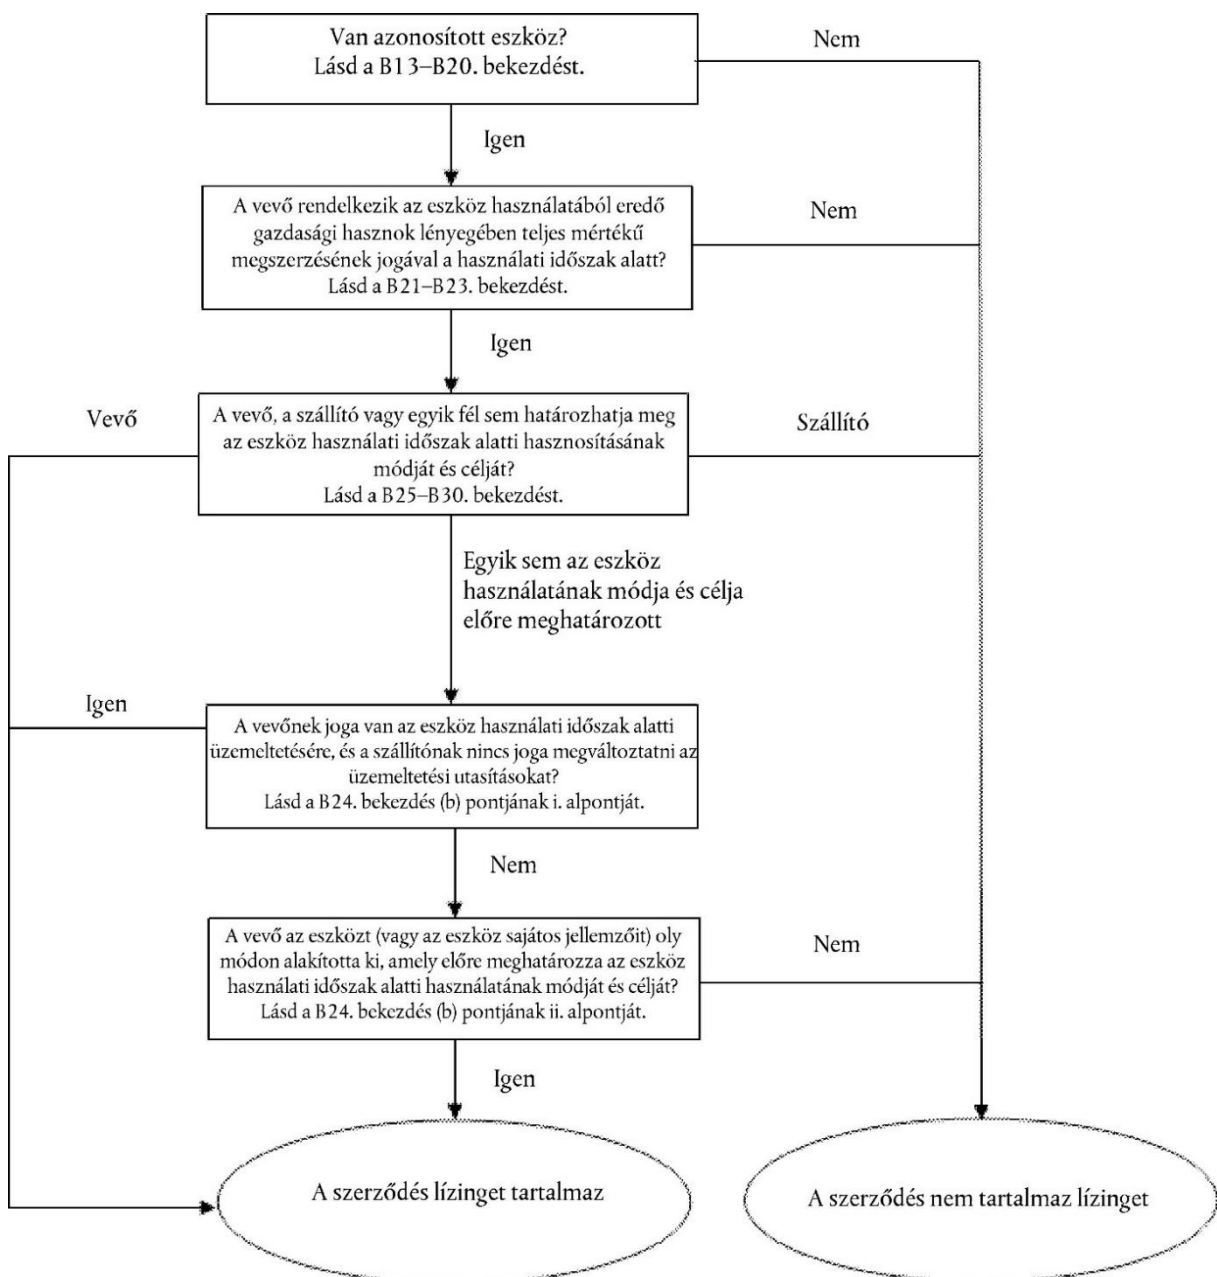 Van azonosított eszköz?
Lásd a B13–B20. bekezdést.
Nem
Igen
A vevő rendelkezik az eszköz használatából eredő
gazdasági hasznok lényegében teljes mértékű
megszerzésének jogával a használati időszak alatt?
Lásd a B21–B23. bekezdést.
Nem
Igen
Vevő
A vevő, a szállító vagy egyik fél sem határozhatja meg
az eszköz használati időszak alatti hasznosításának
módját és célját?
Lásd a B25–B30. bekezdést.
Szállító
Egyik sem az eszköz
használatának módja és célja
előre meghatározott
Igen
A vevőnek joga van az eszköz használati időszak alatti
üzemeltetésére, és a szállítónak nincs joga megváltoztatni az
üzemeltetési utasításokat?
Lásd a B24. bekezdés (b) pontjának i. alpontját.
Nem
A vevő az eszközt (vagy az eszköz sajátos jellemzőit) oly
módon alakította ki, amely előre meghatározza az eszköz
használati időszak alatti használatának módját és célját?
Lásd a B24. bekezdés (b) pontjának ii. alpontját.
Nem
Igen
A szerződés lízinget tartalmaz
A szerződés nem tartalmaz lízinget